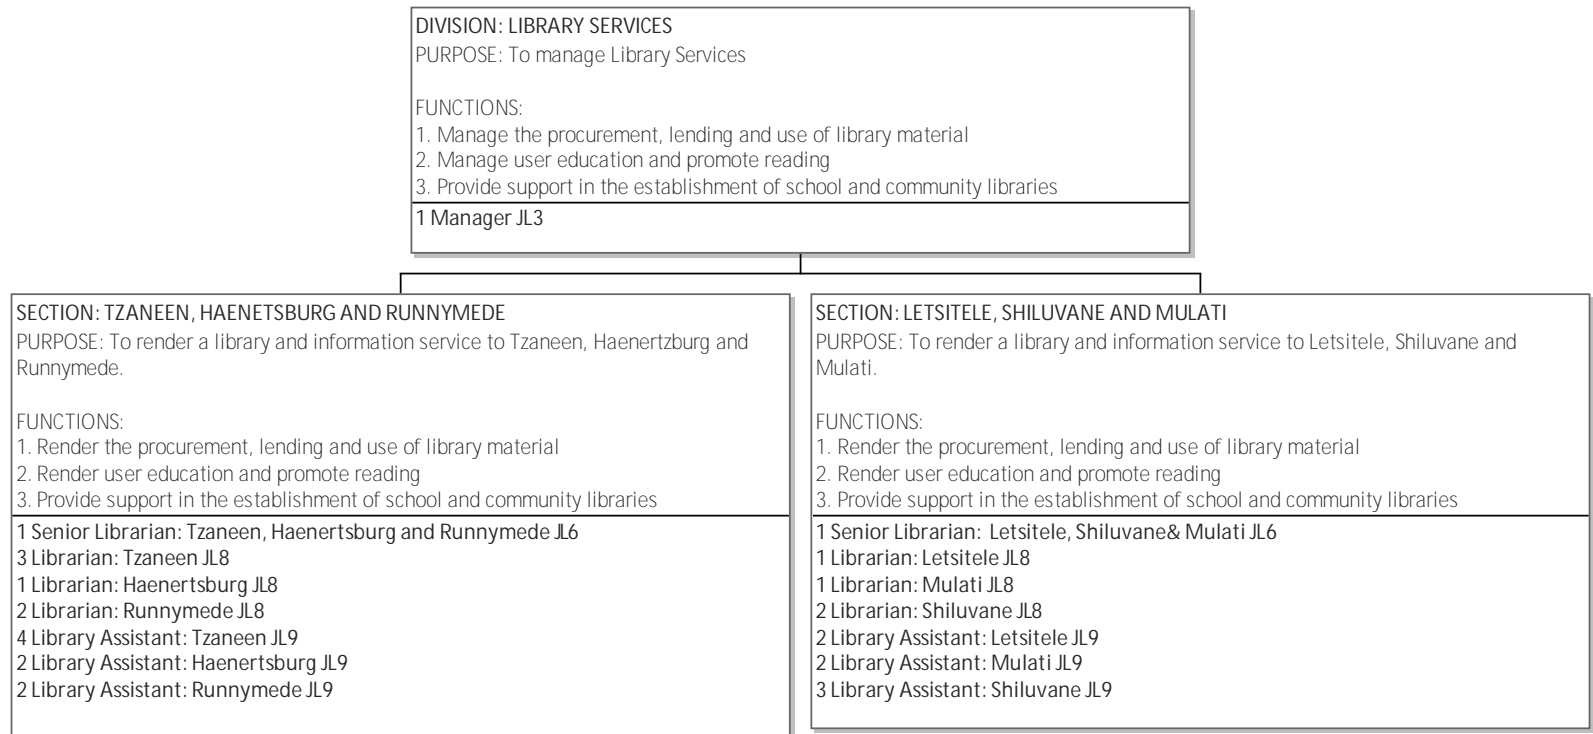 DIVISION: LIBRARY SERVICES
PURPOSE: To manage Library Services
FUNCTIONS:
1. Manage the procurement, lending and use of library material
2. Manage user education and promote reading
3. Provide support in the establishment of school and community libraries
1 Manager JL3
SECTION: TZANEEN, HAENETSBURG AND RUNNYMEDE
PURPOSE: To render a library and information service to Tzaneen, Haenertzburg and
Runnymede.
FUNCTIONS:
1. Render the procurement, lending and use of library material
2. Render user education and promote reading
3. Provide support in the establishment of school and community libraries
1 Senior Librarian: Tzaneen, Haenertsburg and Runnymede JL6
3 Librarian: Tzaneen JL8
1 Librarian: Haenertsburg JL8
2 Librarian: Runnymede JL8
4 Library Assistant: Tzaneen JL9
2 Library Assistant: Haenertsburg JL9
2 Library Assistant: Runnymede JL9
SECTION: LETSITELE, SHILUVANE AND MULATI
PURPOSE: To render a library and information service to Letsitele, Shiluvane and
Mulati.
FUNCTIONS:
1. Render the procurement, lending and use of library material
2. Render user education and promote reading
3. Provide support in the establishment of school and community libraries
1 Senior Librarian: Letsitele, Shiluvane& Mulati JL6
1 Librarian: Letsitele JL8
1 Librarian: Mulati JL8
2 Librarian: Shiluvane JL8
2 Library Assistant: Letsitele JL9
2 Library Assistant: Mulati JL9
3 Library Assistant: Shiluvane JL9